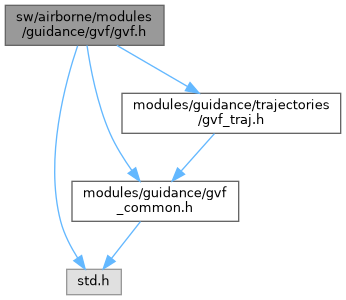 sw/airborne/modules
/guidance/gvf/gvf.h
modules/guidance/trajectories
/gvf_traj.h
modules/guidance/gvf
_common.h
std.h